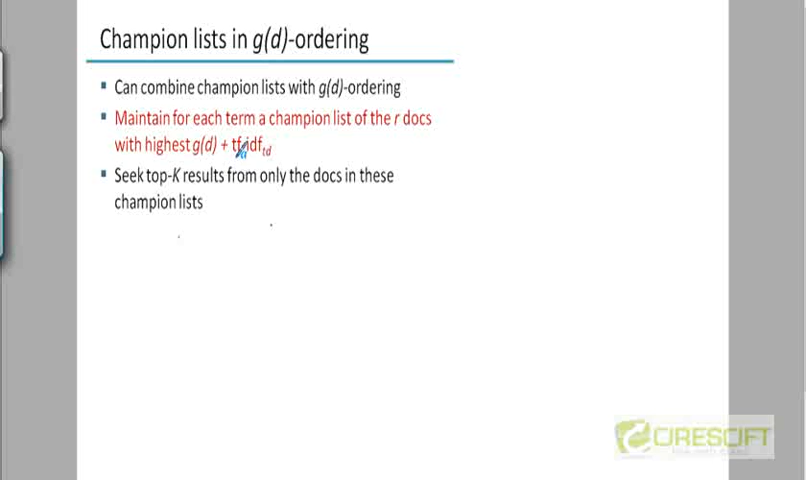 Champion lists in g(d)-ordering
▪ Can combine champion lists with g(d)-ordering
▪ Maintain for each term a champion list of the r docs
with highest g(d) + tf-idftd
▪ Seek top-K results from only the docs in these
champion lists
CIRESCIFT